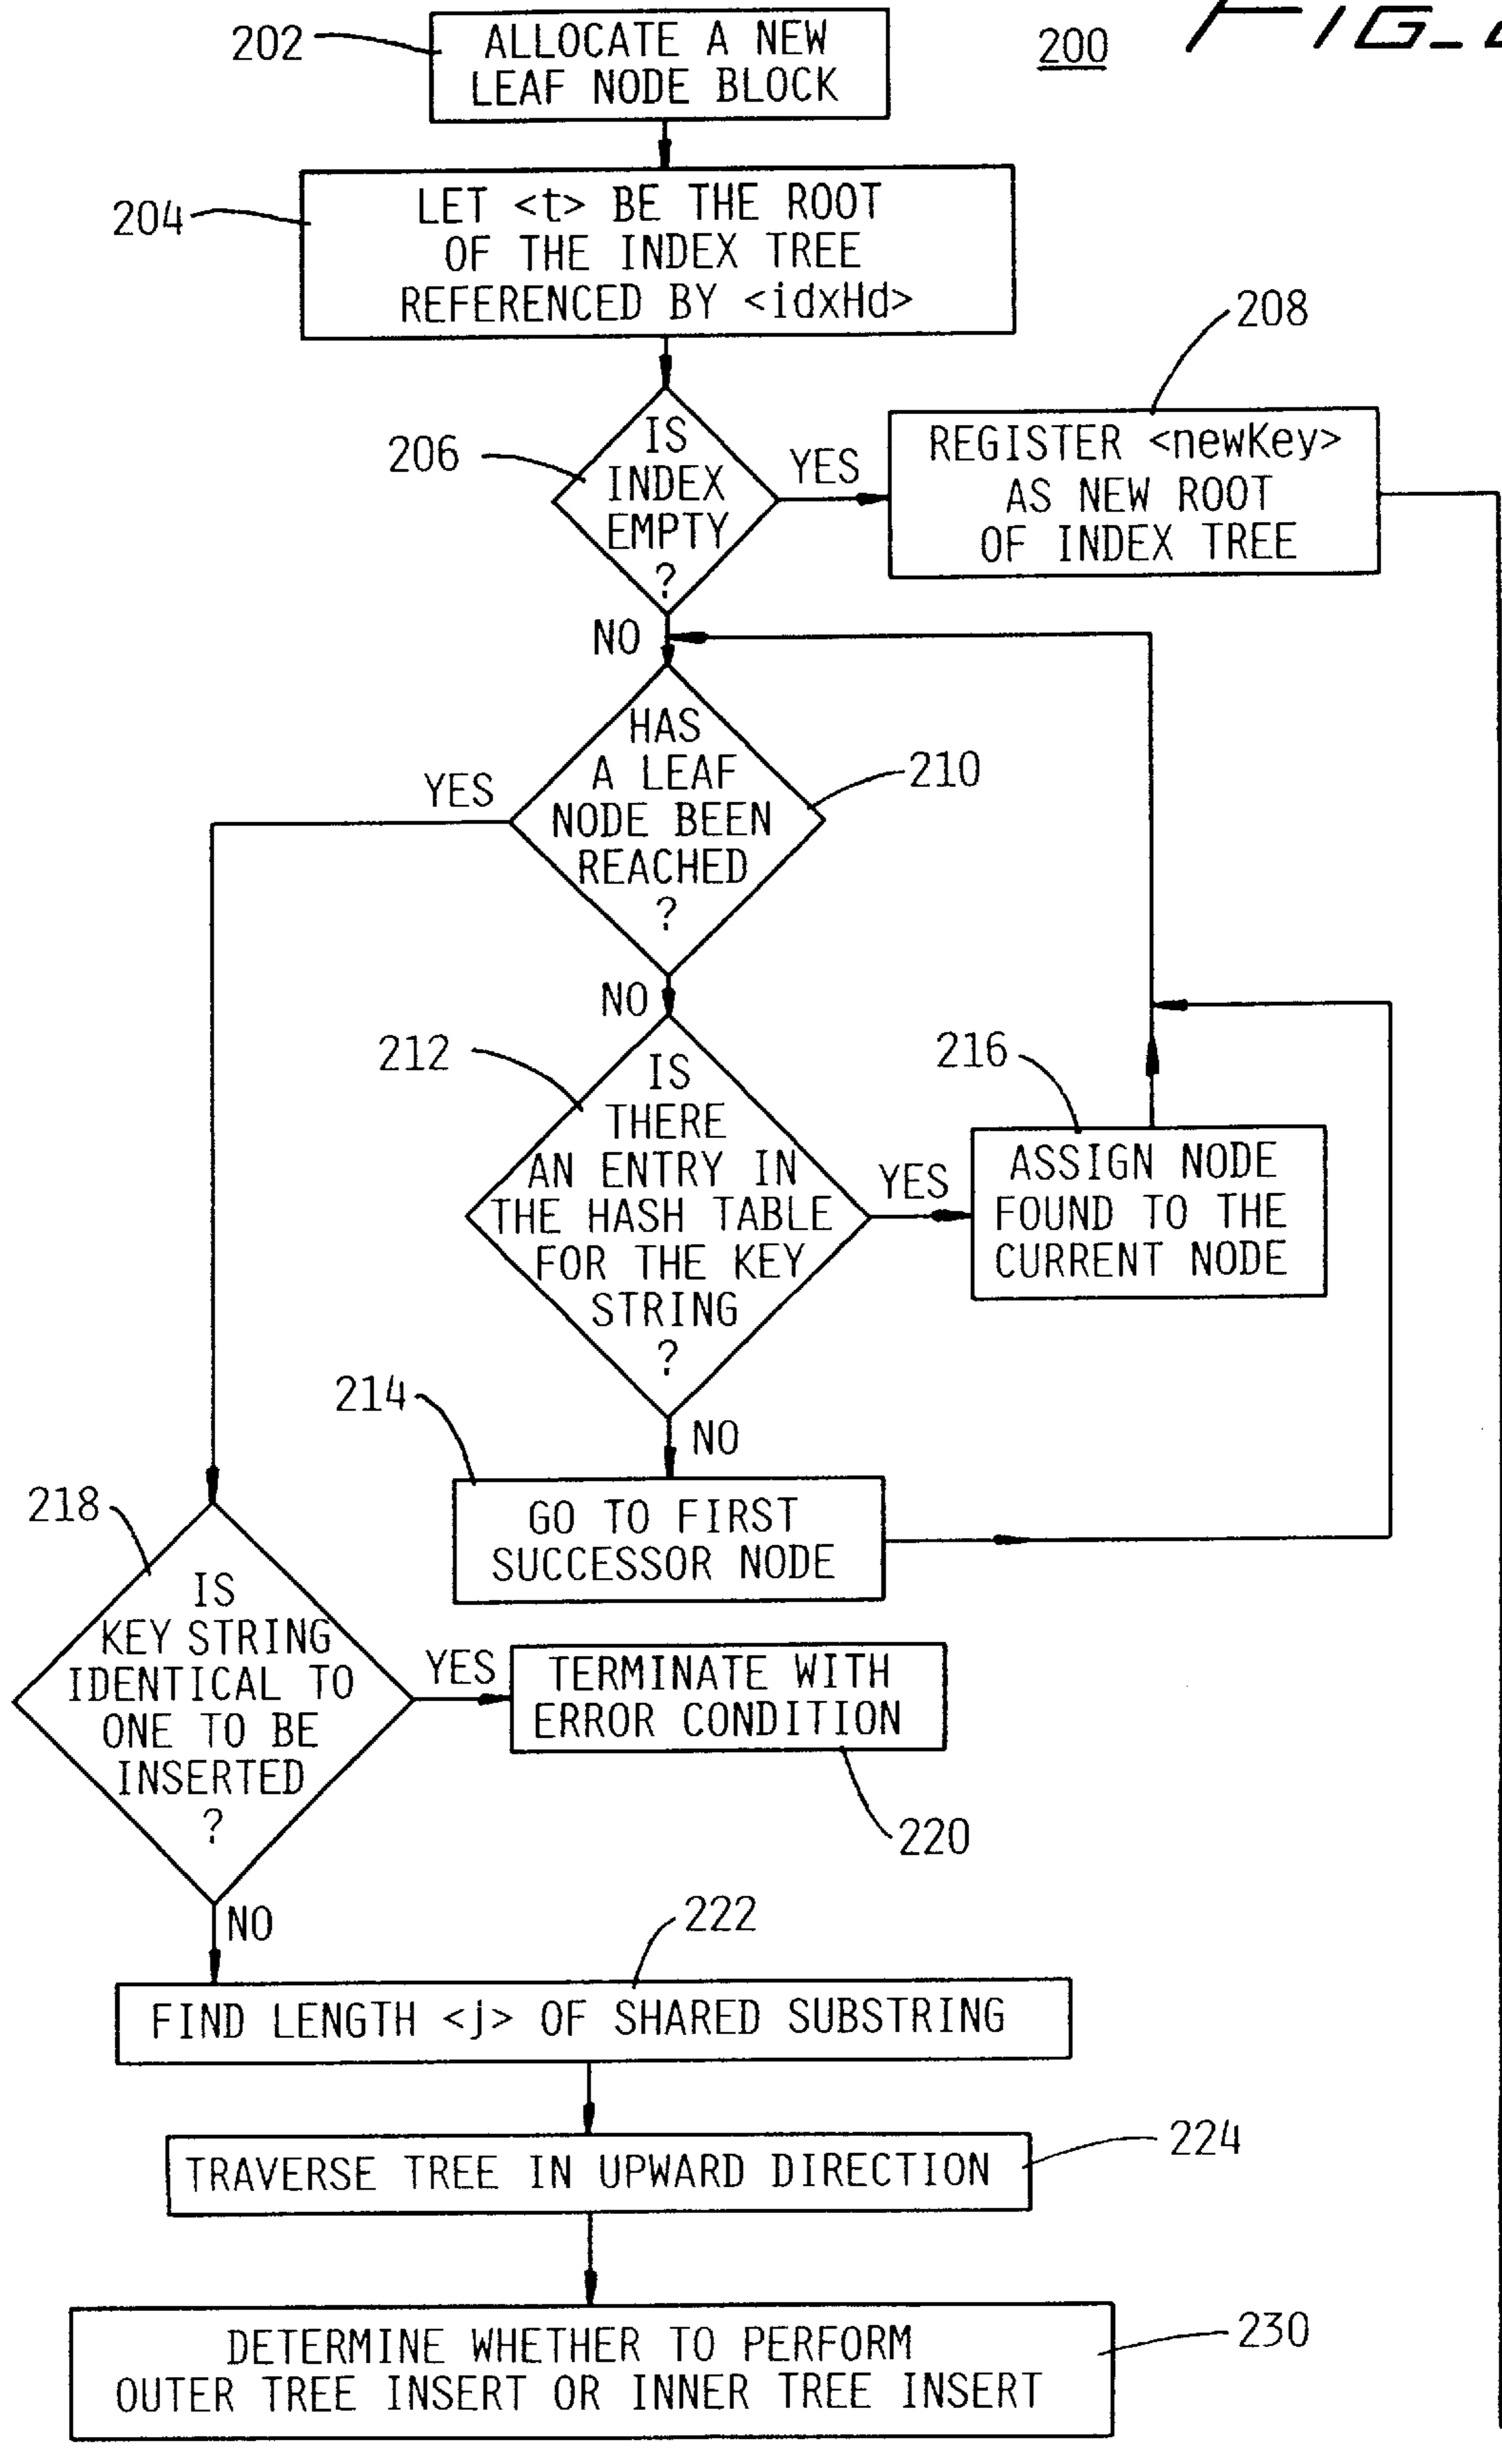 202
ALLOCATE A NEW
LEAF NODE BLOCK
200
FIG_
204
LET <t> BE THE ROOT
OF THE INDEX TREE
REFERENCED BY <idxHd>
208
206
IS
INDEX
EMPTY
?
YES
REGISTER <newKey>
AS NEW ROOT
OF INDEX TREE
NO
HAS
A LEAF
NODE BEEN
REACHED
?
YES
210
NO
212
IS
THERE
AN ENTRY IN
THE HASH TABLE
FOR THE KEY
STRING
?
YES
216
ASSIGN NODE
FOUND TO THE
CURRENT NODE
214
NO
GO TO FIRST
SUCCESSOR NODE
218
IS
KEY STRING
IDENTICAL TO
ONE TO BE
INSERTED
?
YES
TERMINATE WITH
ERROR CONDITION
220
NO
222
FIND LENGTH <j> OF SHARED SUBSTRING
224
TRAVERSE TREE IN UPWARD DIRECTION
230
DETERMINE WHETHER TO PERFORM
OUTER TREE INSERT OR INNER TREE INSERT